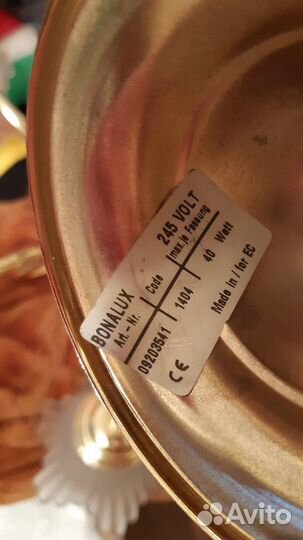 BONALUX 245 VOLT
Art.-Nr. Code max.je Fassung
09203541 1404 40 Watt
CE Made in / for EC
Avito